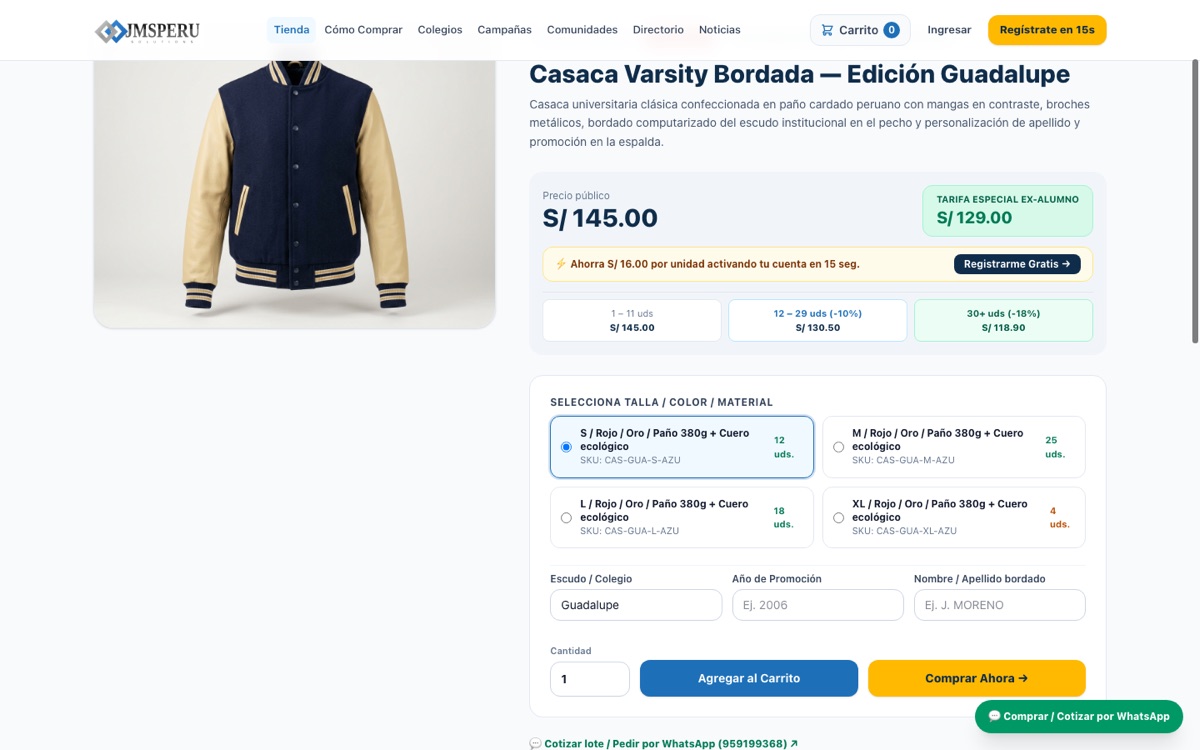 JMSPERU
SOLUTIONS
Tienda
Cómo Comprar
Colegios
Campañas
Comunidades
Directorio
Noticias
Carrito 0
Ingresar
Regístrate en 15s
Casaca Varsity Bordada — Edición Guadalupe
Casaca universitaria clásica confeccionada en paño cardado peruano con mangas en contraste, broches
metálicos, bordado computarizado del escudo institucional en el pecho y personalización de apellido y
promoción en la espalda.
Precio público
S/ 145.00
TARIFA ESPECIAL EX-ALUMNO
S/ 129.00
⚡ Ahorra S/ 16.00 por unidad activando tu cuenta en 15 seg.
Registrarme Gratis →
1 – 11 uds
S/ 145.00
12 – 29 uds (-10%)
S/ 130.50
30+ uds (-18%)
S/ 118.90
SELECCIONA TALLA / COLOR / MATERIAL
S / Rojo / Oro / Paño 380g + Cuero
ecológico
SKU: CAS-GUA-S-AZU
12
uds.
M / Rojo / Oro / Paño 380g + Cuero
ecológico
SKU: CAS-GUA-M-AZU
25
uds.
L / Rojo / Oro / Paño 380g + Cuero
ecológico
SKU: CAS-GUA-L-AZU
18
uds.
XL / Rojo / Oro / Paño 380g + Cuero
ecológico
SKU: CAS-GUA-XL-AZU
4
uds.
Escudo / Colegio
Guadalupe
Año de Promoción
Ej. 2006
Nombre / Apellido bordado
Ej. J. MORENO
Cantidad
1
Agregar al Carrito
Comprar Ahora →
💬 Comprar / Cotizar por WhatsApp
💬 Cotizar lote / Pedir por WhatsApp (959199368) ↗